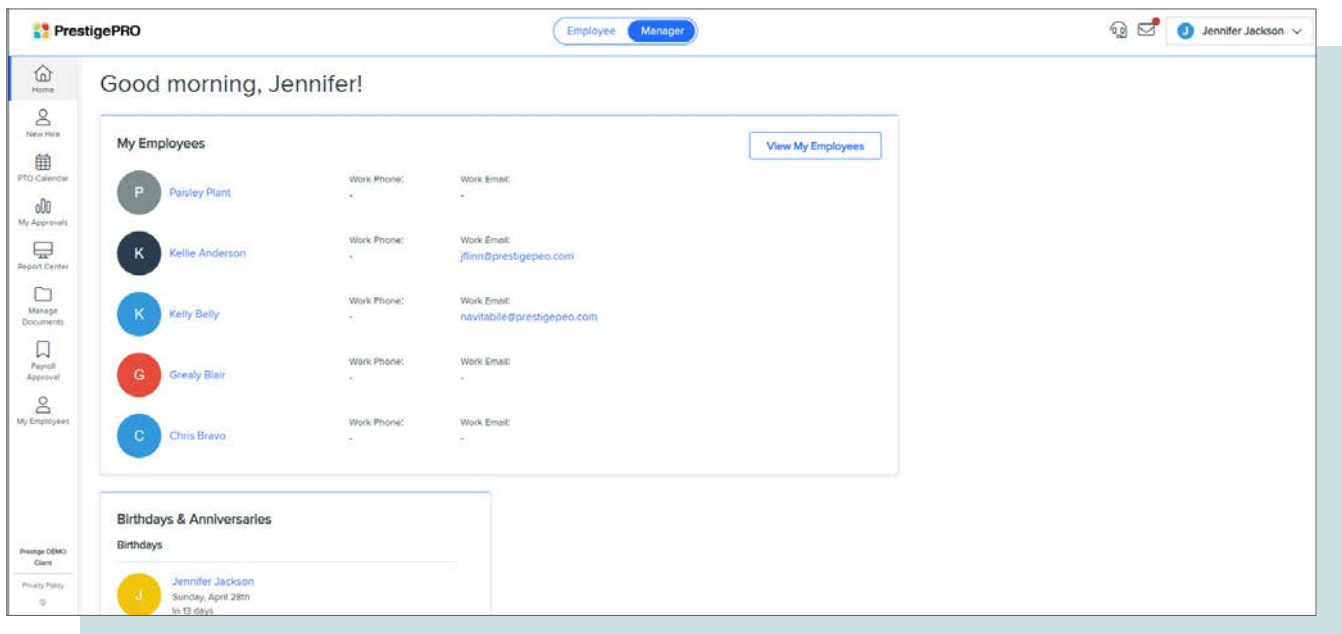 PrestigePRO
Employee
Manager
J
Jennifer Jackson
Home
New Hire
PTO Calendar
My Approvals
Report Center
Manage
Documents
Payroll
Approval
My Employees
Prestige DEMO
Client
Privacy Policy
Good morning, Jennifer!
My Employees
View My Employees
P
Paisley Plant
Work Phone:
-
Work Email:
-
K
Kellie Anderson
Work Phone:
-
Work Email:
jflinn@prestigepeo.com
K
Kelly Belly
Work Phone:
-
Work Email:
navitabile@prestigepeo.com
G
Grealy Blair
Work Phone:
-
Work Email:
-
C
Chris Bravo
Work Phone:
-
Work Email:
-
Birthdays & Anniversaries
Birthdays
J
Jennifer Jackson
Sunday, April 28th
In 13 days